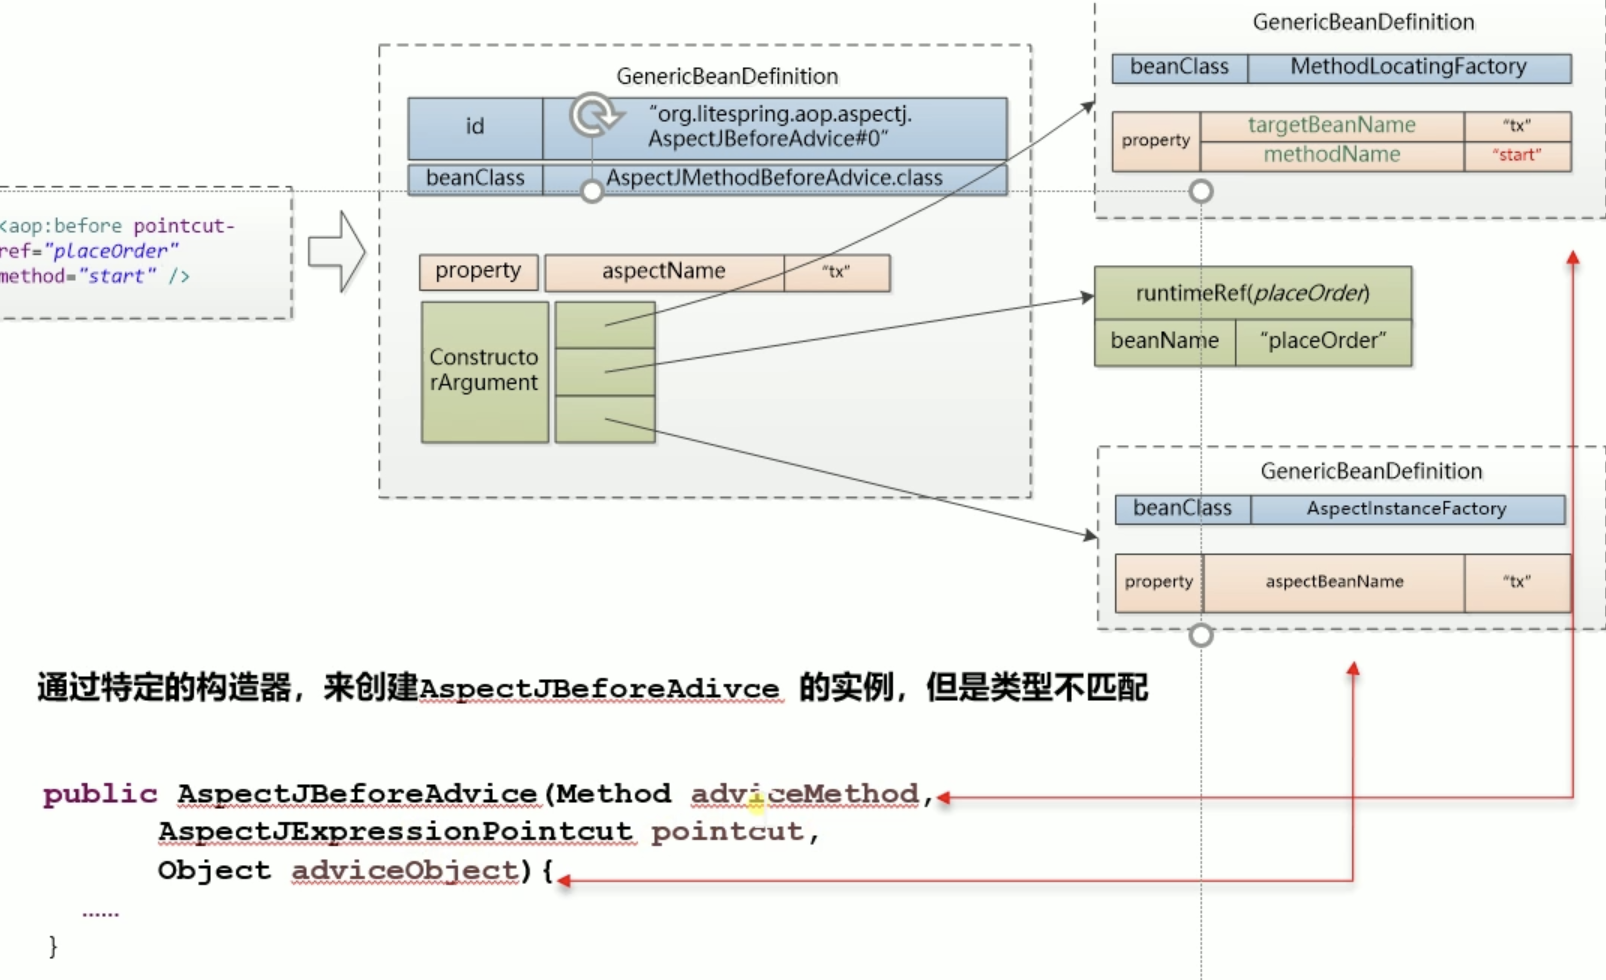 <aop:before pointcut-
ref="placeOrder"
method="start" />
GenericBeanDefinition
id
"org.litespring.aop.aspectj.
AspectJBeforeAdvice#0"
beanClass
AspectJMethodBeforeAdvice.class
property
aspectName
"tx"
Constructo
rArgument
GenericBeanDefinition
beanClass
MethodLocatingFactory
property
targetBeanName
"tx"
methodName
"start"
runtimeRef(placeOrder)
beanName
"placeOrder"
GenericBeanDefinition
beanClass
AspectInstanceFactory
property
aspectBeanName
"tx"
通过特定的构造器，来创建AspectJBeforeAdivce 的实例，但是类型不匹配
public AspectJBeforeAdvice(Method adviceMethod,
AspectJExpressionPointcut pointcut,
Object adviceObject){
……
}